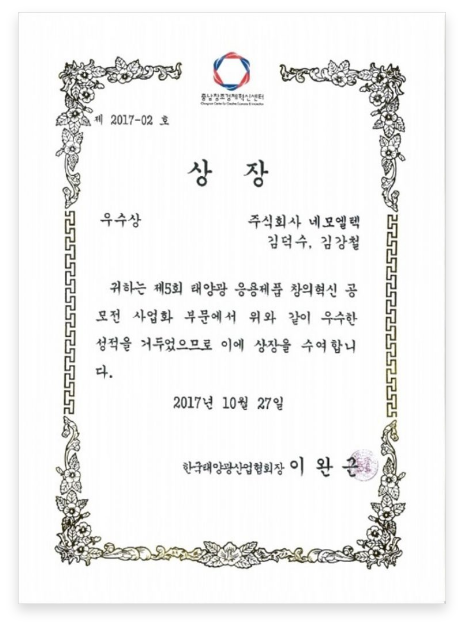 충남창조경제혁신센터
Chungnam Center for Creative Economy & Innovation
제 2017-02 호
상 장
우수상
주식회사 네모엘텍
김덕수, 김강철
귀하는 제5회 태양광 응용제품 창의혁신 공
모전 사업화 부문에서 위와 같이 우수한
성적을 거두었으므로 이에 상장을 수여합니
다.
2017년 10월 27일
한국태양광산업협회장 이 완 근